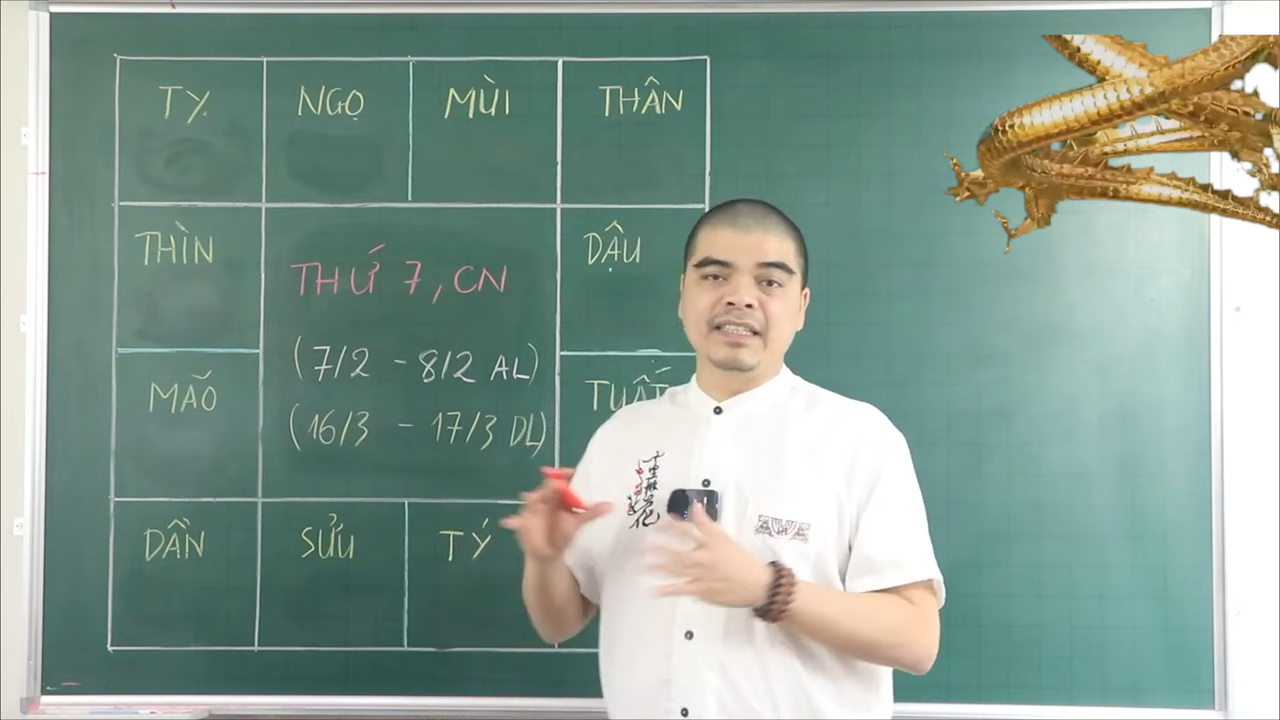 TỴ NGỌ MÙI THÂN
THÌN DẬU
THỨ 7, CN
(7/2 - 8/2 AL)
MÃO TUẤT
(16/3 - 17/3 DL)
DẦN SỬU TÝ